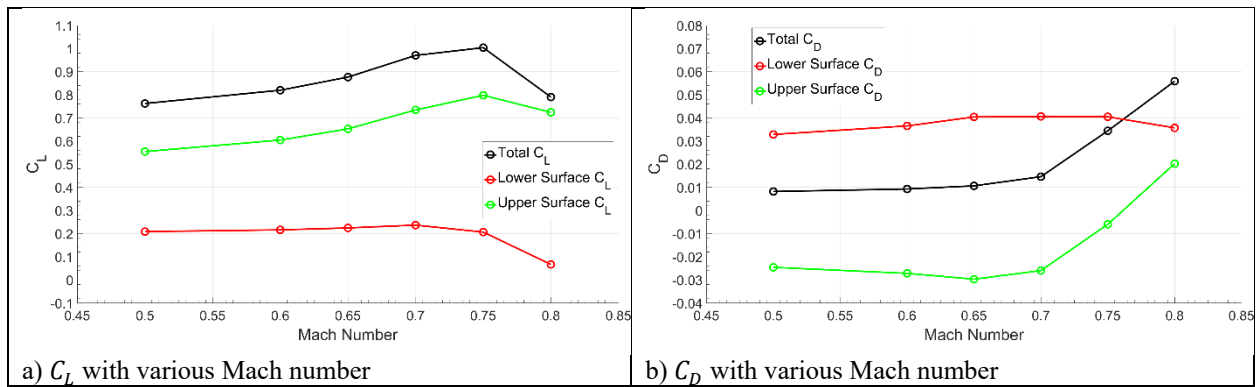 1.1
1
0.9
0.8
0.7
0.6
0.5
0.4
0.3
0.2
0.1
0
-0.1
C_L
Total C_L
Lower Surface C_L
Upper Surface C_L
0.45 0.5 0.55 0.6 0.65 0.7 0.75 0.8 0.85
Mach Number
a) C_L with various Mach number
0.08
0.06
0.05
0.04
0.03
0.02
0.01
0
-0.01
-0.03
-0.04
C_D
Total C_D
Lower Surface C_D
Upper Surface C_D
0.45 0.5 0.55 0.6 0.65 0.7 0.75 0.8 0.85
Mach Number
b) C_D with various Mach number